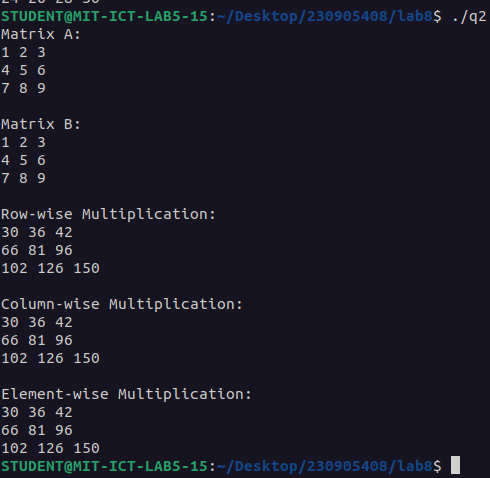 STUDENT@MIT-ICT-LAB5-15:~/Desktop/230905408/lab8$ ./q2
Matrix A:
1 2 3
4 5 6
7 8 9
Matrix B:
1 2 3
4 5 6
7 8 9
Row-wise Multiplication:
30 36 42
66 81 96
102 126 150
Column-wise Multiplication:
30 36 42
66 81 96
102 126 150
Element-wise Multiplication:
30 36 42
66 81 96
102 126 150
STUDENT@MIT-ICT-LAB5-15:~/Desktop/230905408/lab8$